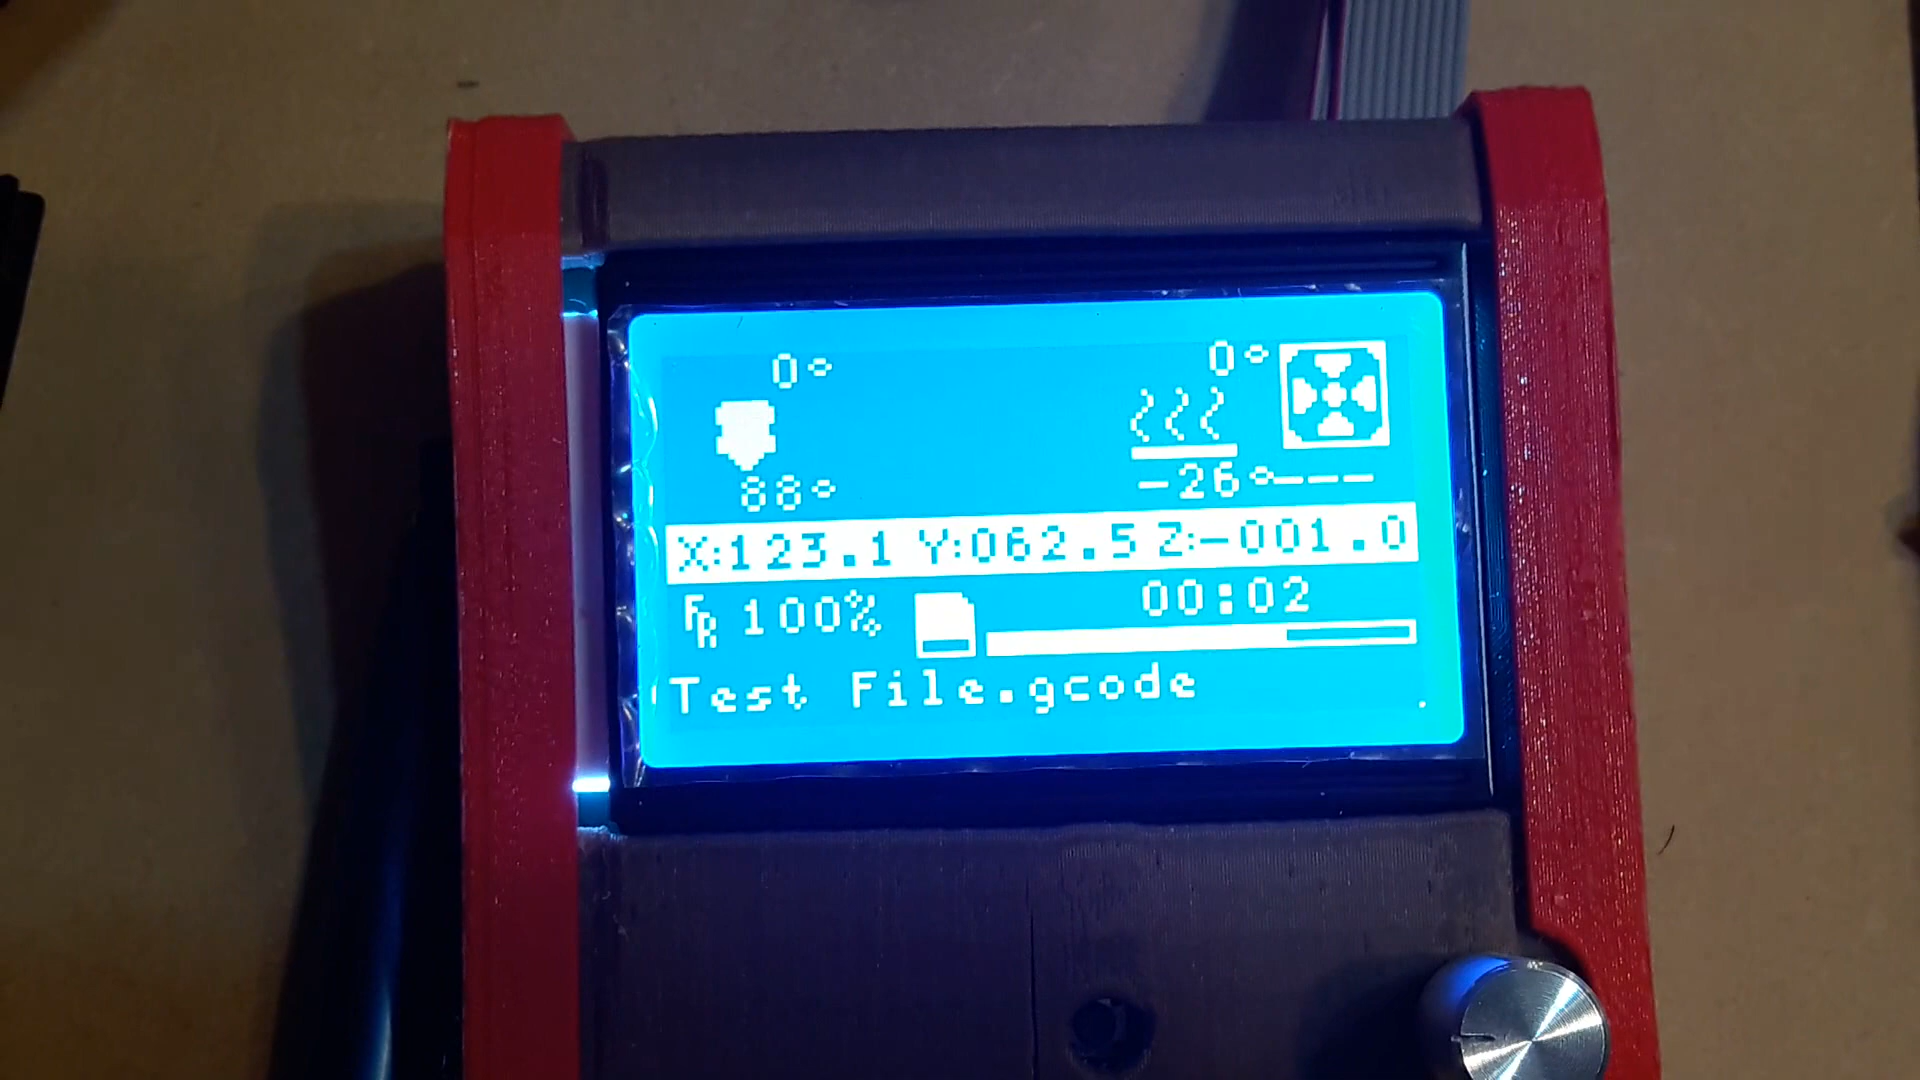 0° 0°
88° -26°---
X:123.1 Y:062.5 Z:-001.0
FR 100% 00:02
Test File.gcode .